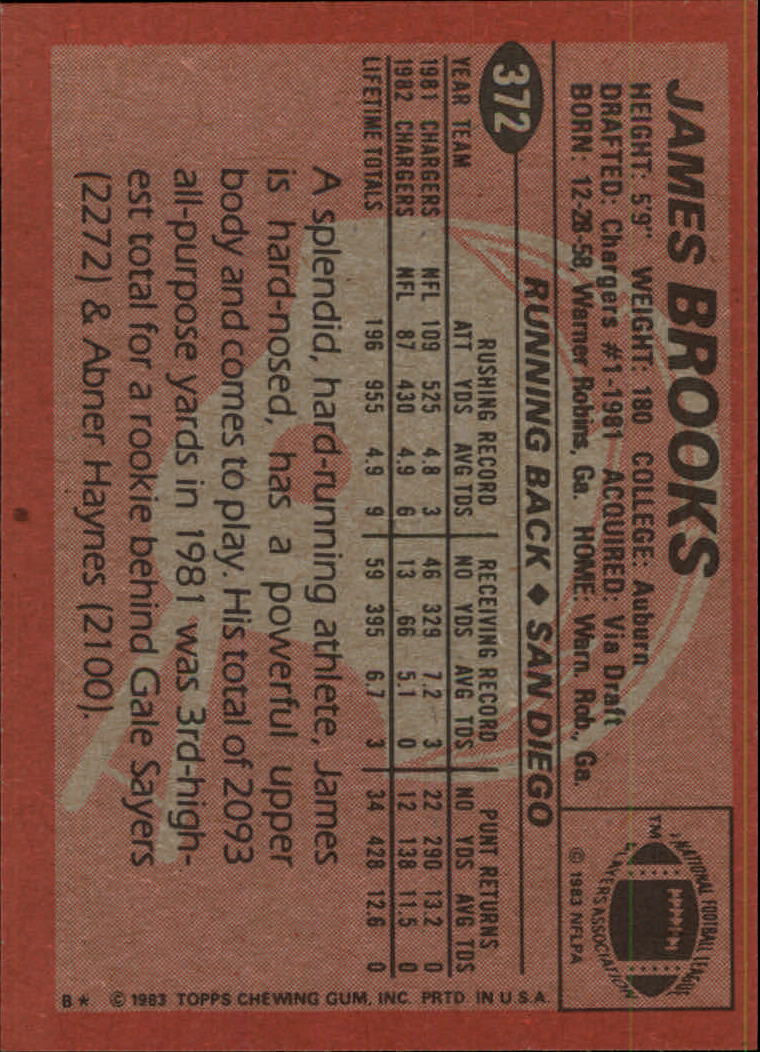 JAMES BROOKS
HEIGHT: 5'9" WEIGHT: 180 COLLEGE: Auburn
DRAFTED: Chargers #1-1981 ACQUIRED: Via Draft
BORN: 12-28-58, Warner Robins, Ga. HOME: Warn. Rob., Ga.
NATIONAL FOOTBALL LEAGUE
PLAYERS ASSOCIATION
TM
© 1983 NFLPA
372
RUNNING BACK ◆ SAN DIEGO
RUSHING RECORD RECEIVING RECORD PUNT RETURNS
YEAR TEAM ATT YDS AVG TDS NO YDS AVG TDS NO YDS AVG TDS
1981 CHARGERS NFL 109 525 4.8 3 46 329 7.2 3 22 290 13.2 0
1982 CHARGERS NFL 87 430 4.9 6 13 66 5.1 0 12 138 11.5 0
LIFETIME TOTALS 196 955 4.9 9 59 395 6.7 3 34 428 12.6 0
A splendid, hard-running athlete, James
is hard-nosed, has a powerful upper
body and comes to play. His total of 2093
all-purpose yards in 1981 was 3rd-high-
est total for a rookie behind Gale Sayers
(2272) & Abner Haynes (2100).
B* © 1983 TOPPS CHEWING GUM, INC. PRTD. IN U.S.A.